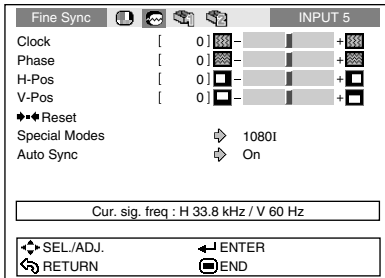 Fine Sync INPUT 5
Clock [ 0 ] – +
Phase [ 0 ] – +
H-Pos [ 0 ] – +
V-Pos [ 0 ] – +
Reset
Special Modes 1080I
Auto Sync On
Cur. sig. freq : H 33.8 kHz / V 60 Hz
SEL./ADJ. ENTER
RETURN END